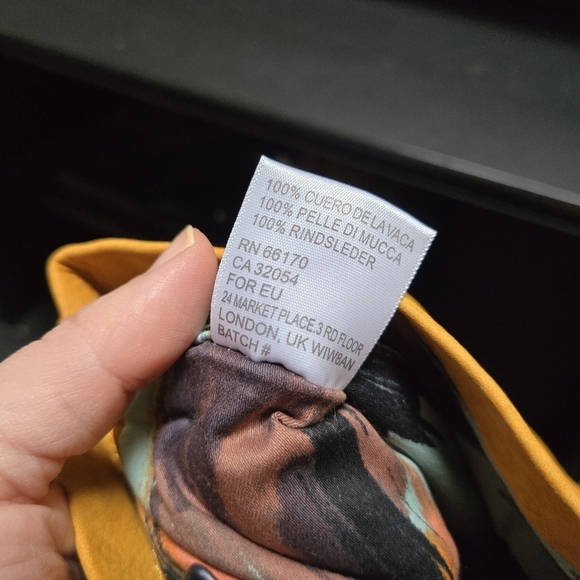 100% CUERO DE LA VACA
100% PELLE DI MUCCA
100% RINDSLEDER
RN 66170
CA 32054
FOR EU
24 MARKET PLACE,3 RD FLOOR
LONDON, UK WIW8AN
BATCH #